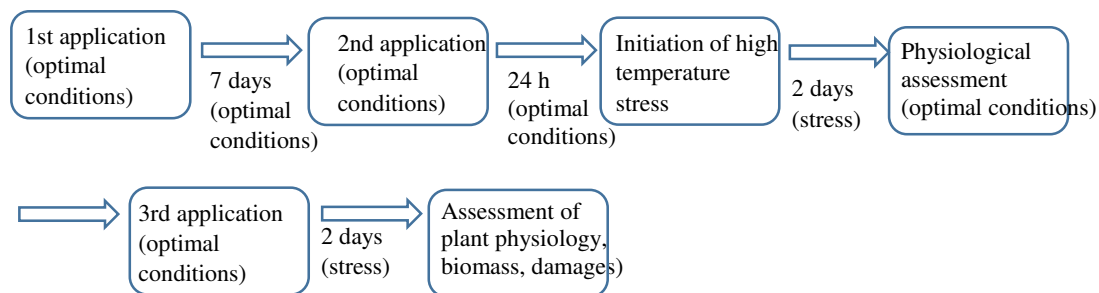 1st application
(optimal
conditions)
7 days
(optimal
conditions)
2nd application
(optimal
conditions)
24 h
(optimal
conditions)
Initiation of high
temperature
stress
2 days
(stress)
Physiological
assessment
(optimal conditions)
3rd application
(optimal
conditions)
2 days
(stress)
Assessment of
plant physiology,
biomass, damages)